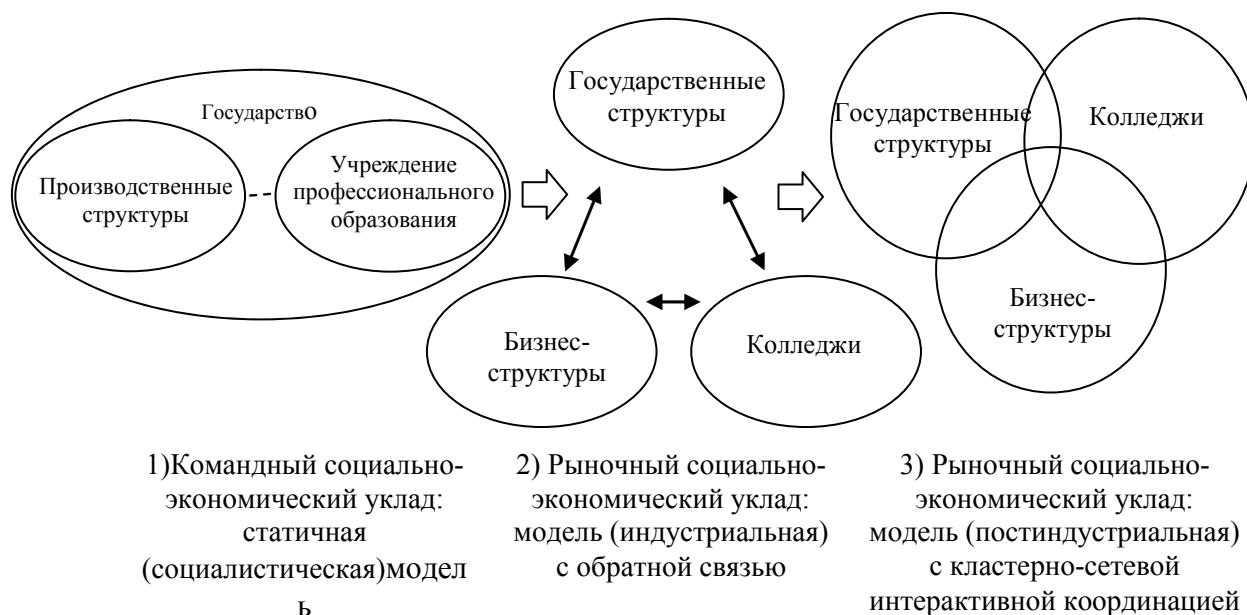 Государство
Производственные
структуры
Учреждение
профессионального
образования
Государственные
структуры
Бизнес-
структуры
Колледжи
Государственные
структуры
Колледжи
Бизнес-
структуры
1)Командный социально-
экономический уклад:
статичная
(социалистическая)модел
ь
2) Рыночный социально-
экономический уклад:
модель (индустриальная)
с обратной связью
3) Рыночный социально-
экономический уклад:
модель (постиндустриальная)
с кластерно-сетевой
интерактивной координацией